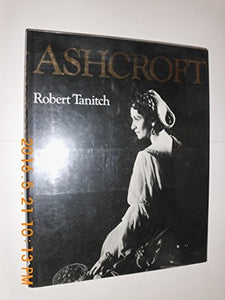 ASHCROFT
Robert Tanitch
2016.6.21 10:13 PM